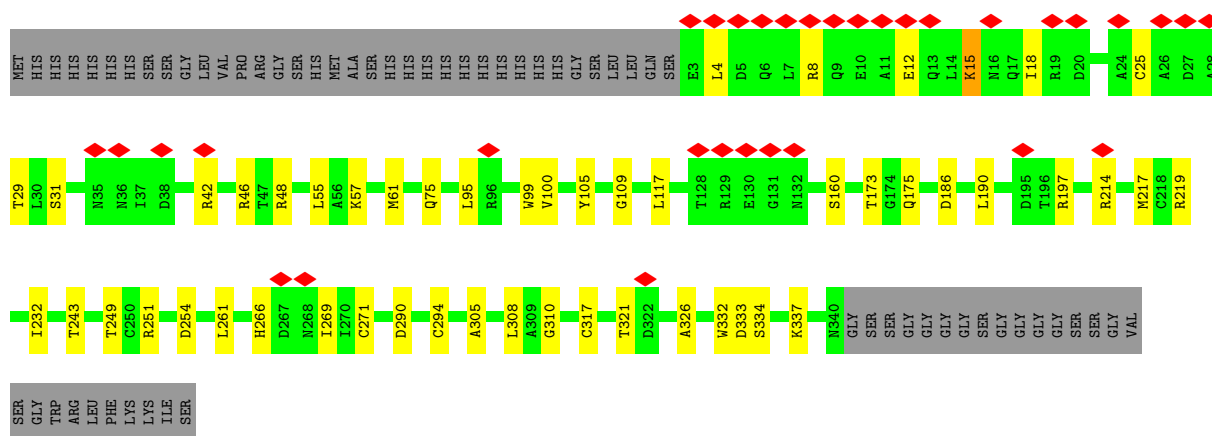 MET HIS HIS HIS HIS HIS HIS SER SER GLY LEU VAL PRO ARG GLY SER HIS MET ALA SER HIS HIS HIS HIS HIS HIS HIS HIS HIS HIS GLY SER LEU LEU GLN SER E3 L4 D5 Q6 L7 R8 Q9 E10 A11 E12 Q13 L14 K15 N16 Q17 I18 R19 D20 A24 C25 A26 D27 A28
T29 L30 S31 N35 N36 I37 D38 R42 R46 T47 R48 L55 A56 K57 M61 Q75 L95 R96 W99 V100 Y105 G109 L117 T128 R129 E130 G131 N132 S160 T173 G174 Q175 D186 L190 D195 T196 R197 R214 M217 C218 R219
I232 T243 T249 C250 R251 D254 L261 H266 D267 N268 I269 I270 C271 D290 C294 A305 L308 A309 G310 C317 T321 D322 A326 W332 D333 S334 K337 N340 GLY SER SER GLY GLY GLY GLY SER GLY GLY GLY GLY SER SER GLY VAL
SER GLY TRP ARG LEU PHE LYS LYS ILE SER